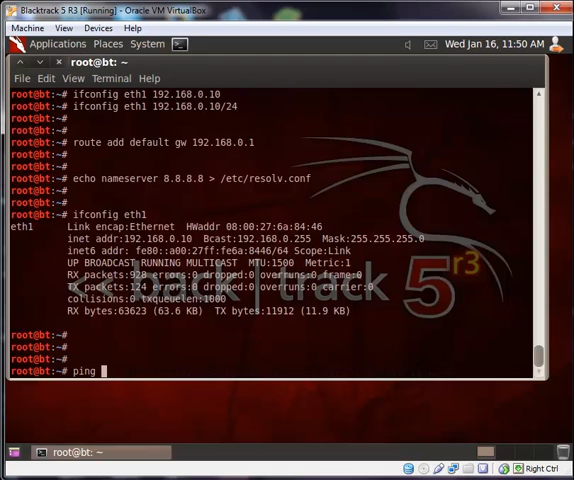 Blacktrack 5 R3 [Running] - Oracle VM VirtualBox
Machine View Devices Help
Applications Places System Wed Jan 16, 11:50 AM
root@bt: ~
File Edit View Terminal Help
root@bt:~# ifconfig eth1 192.168.0.10
root@bt:~# ifconfig eth1 192.168.0.10/24
root@bt:~#
root@bt:~#
root@bt:~# route add default gw 192.168.0.1
root@bt:~#
root@bt:~#
root@bt:~# echo nameserver 8.8.8.8 > /etc/resolv.conf
root@bt:~#
root@bt:~#
root@bt:~# ifconfig eth1
eth1 Link encap:Ethernet HWaddr 08:00:27:6a:84:46
inet addr:192.168.0.10 Bcast:192.168.0.255 Mask:255.255.255.0
inet6 addr: fe80::a00:27ff:fe6a:8446/64 Scope:Link
UP BROADCAST RUNNING MULTICAST MTU:1500 Metric:1
RX packets:928 errors:0 dropped:0 overruns:0 frame:0
TX packets:124 errors:0 dropped:0 overruns:0 carrier:0
collisions:0 txqueuelen:1000
RX bytes:63623 (63.6 KB) TX bytes:11912 (11.9 KB)
<< back | track 5 r3
root@bt:~#
root@bt:~#
root@bt:~#
root@bt:~# ping
root@bt: ~
Right Ctrl